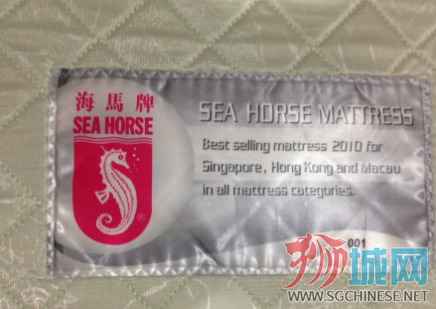 海馬牌
SEA HORSE
®
SEA HORSE MATTRESS
Best selling mattress 2010 for
Singapore, Hong Kong and Macau
in all mattress categories.
001
狮城网
WWW.SGCHINESE.NET